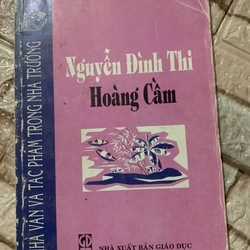 NHÀ VĂN VÀ TÁC PHẨM TRONG NHÀ TRƯỜNG
Nguyễn Đình Thi
Hoàng Cầm
NHÀ XUẤT BẢN GIÁO DỤC